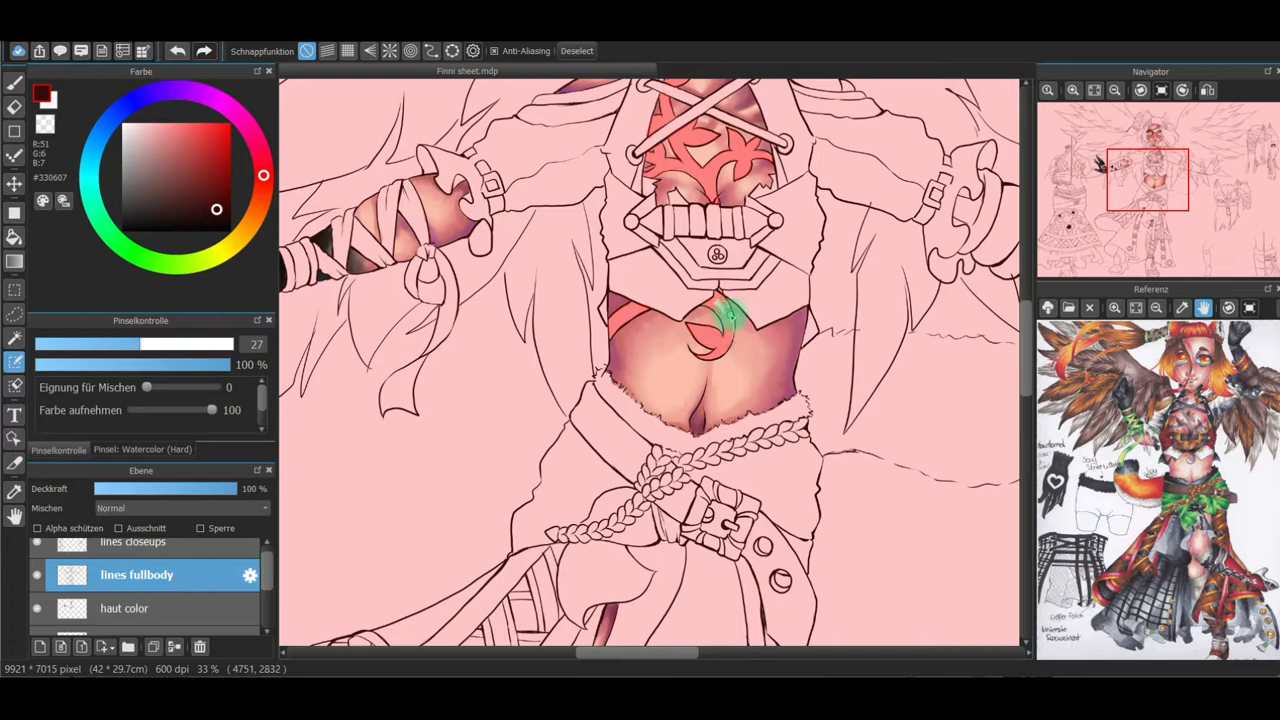 Schnappfunktion
Anti-Aliasing
Deselect
Farbe
Finni sheet.mdp
Navigator
R:51
G:6
B:7
#330607
Referenz
Pinselkontrolle
27
100 %
Eignung für Mischen
0
Farbe aufnehmen
100
Pinselkontrolle
Pinsel: Watercolor (Hard)
Ebene
Deckkraft
100 %
Mischen
Normal
Alpha schützen
Ausschnitt
Sperre
lines closeups
lines fullbody
haut color
9921 * 7015 pixel (42 * 29.7cm) 600 dpi 33 % ( 4751, 2832 )